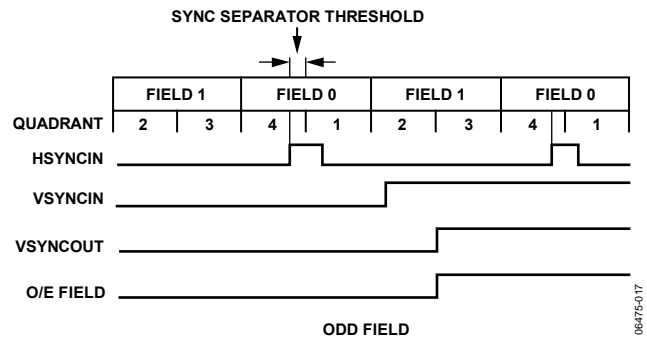 SYNC SEPARATOR THRESHOLD
FIELD 1 FIELD 0 FIELD 1 FIELD 0
QUADRANT 2 3 4 1 2 3 4 1
HSYNCIN
VSYNCIN
VSYNCOUT
O/E FIELD
ODD FIELD
06475-017